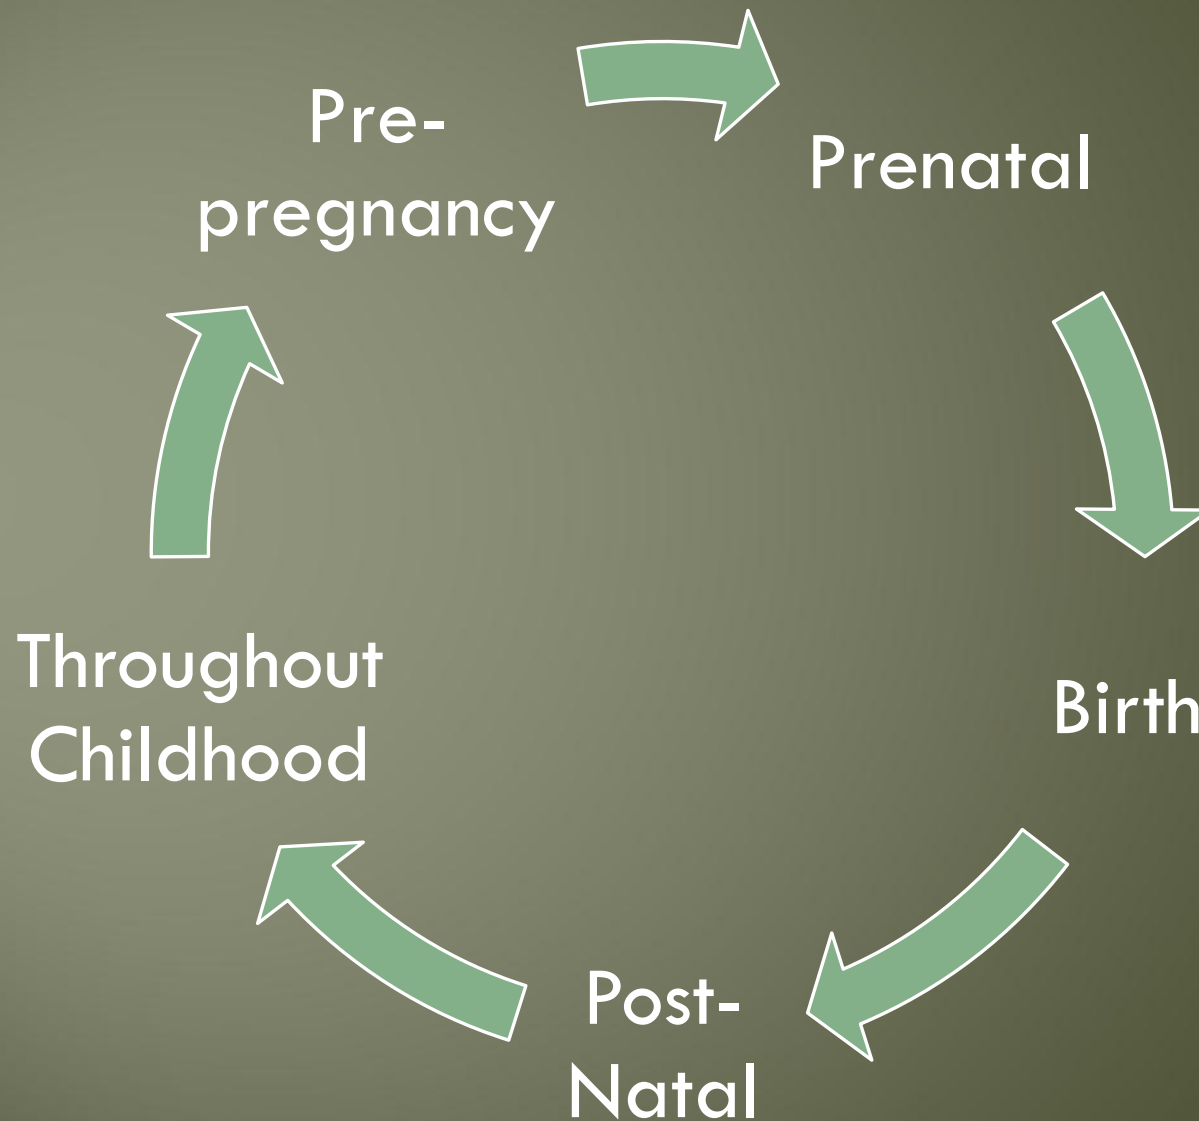 Pre-
pregnancy
Prenatal
Birth
Post-
Natal
Throughout
Childhood